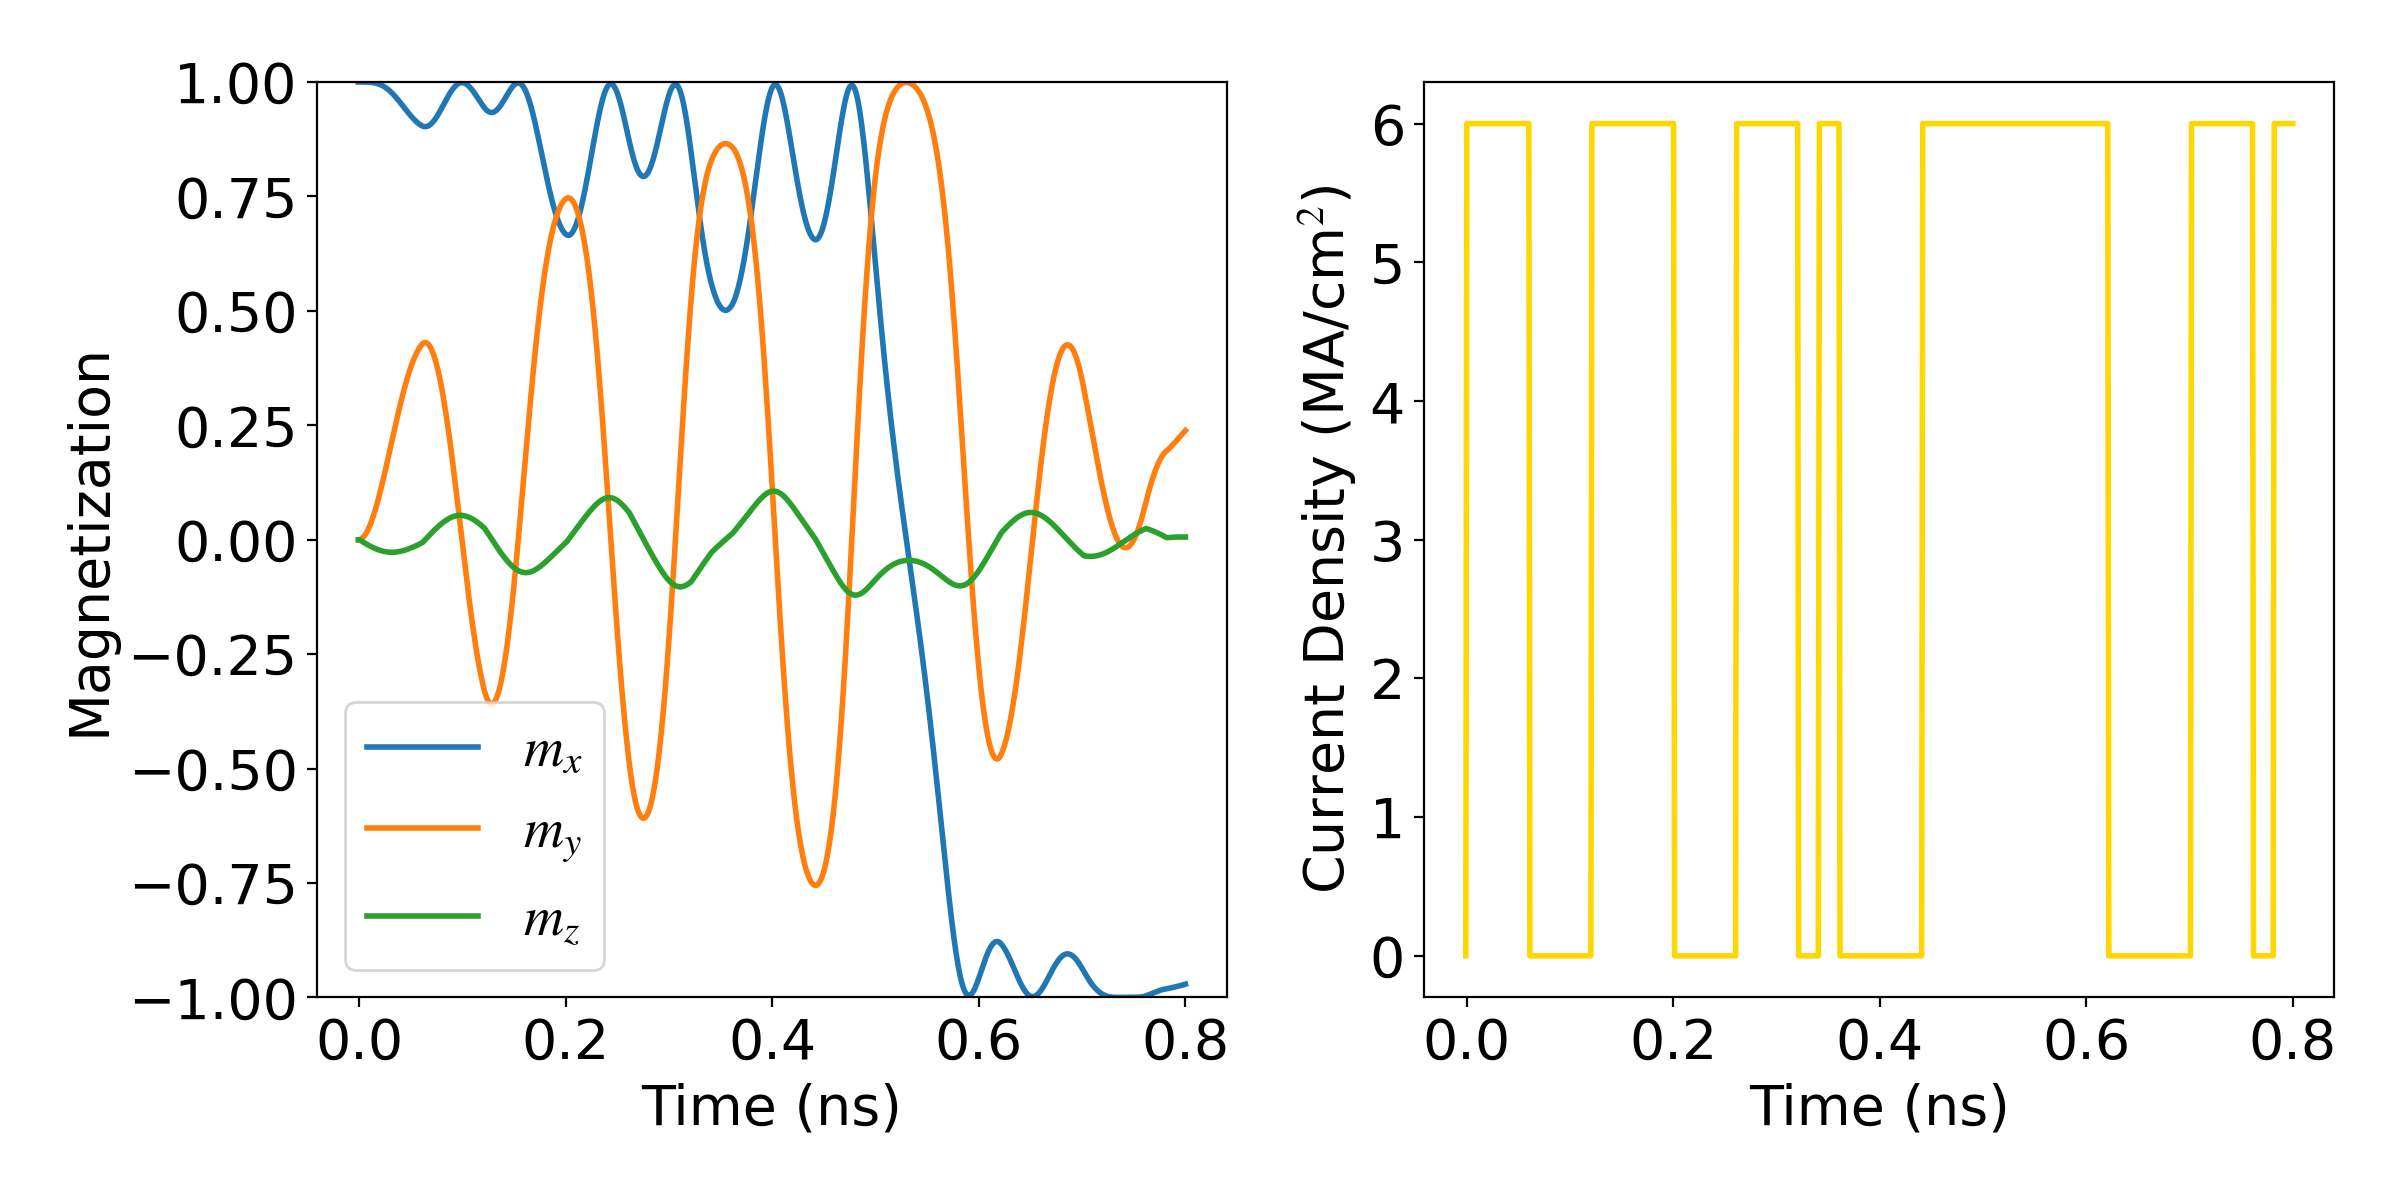 Magnetization
1.00
0.75
0.50
0.25
0.00
−0.25
−0.50
−0.75
−1.00
m_x
m_y
m_z
0.0 0.2 0.4 0.6 0.8
Time (ns)
Current Density (MA/cm²)
6
5
4
3
2
1
0
0.0 0.2 0.4 0.6 0.8
Time (ns)